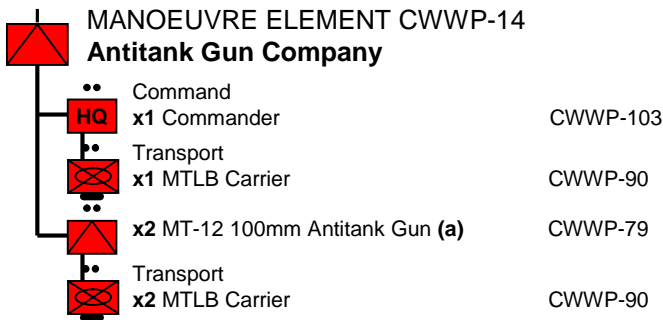 MANOEUVRE ELEMENT CWWP-14
Antitank Gun Company
Command
HQ x1 Commander CWWP-103
Transport
x1 MTLB Carrier CWWP-90
x2 MT-12 100mm Antitank Gun (a) CWWP-79
Transport
x2 MTLB Carrier CWWP-90